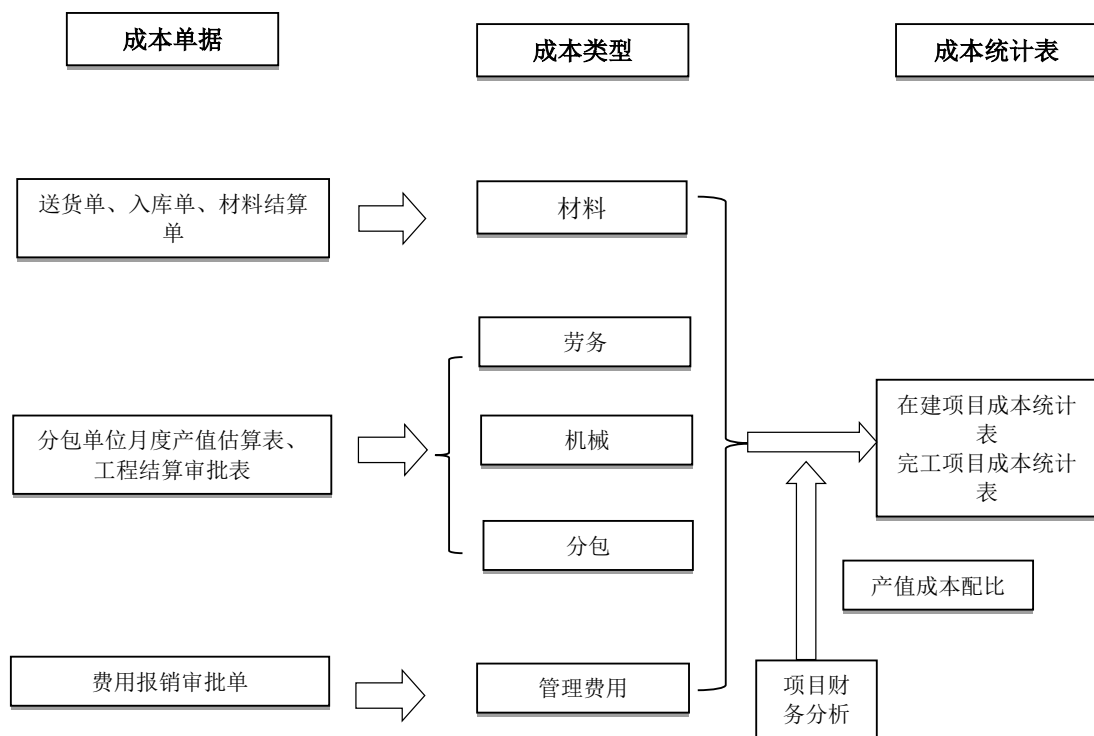 成本单据
成本类型
成本统计表
送货单、入库单、材料结算
单
材料
劳务
分包单位月度产值估算表、
工程结算审批表
机械
分包
在建项目成本统计
表
完工项目成本统计
表
产值成本配比
费用报销审批单
管理费用
项目财
务分析